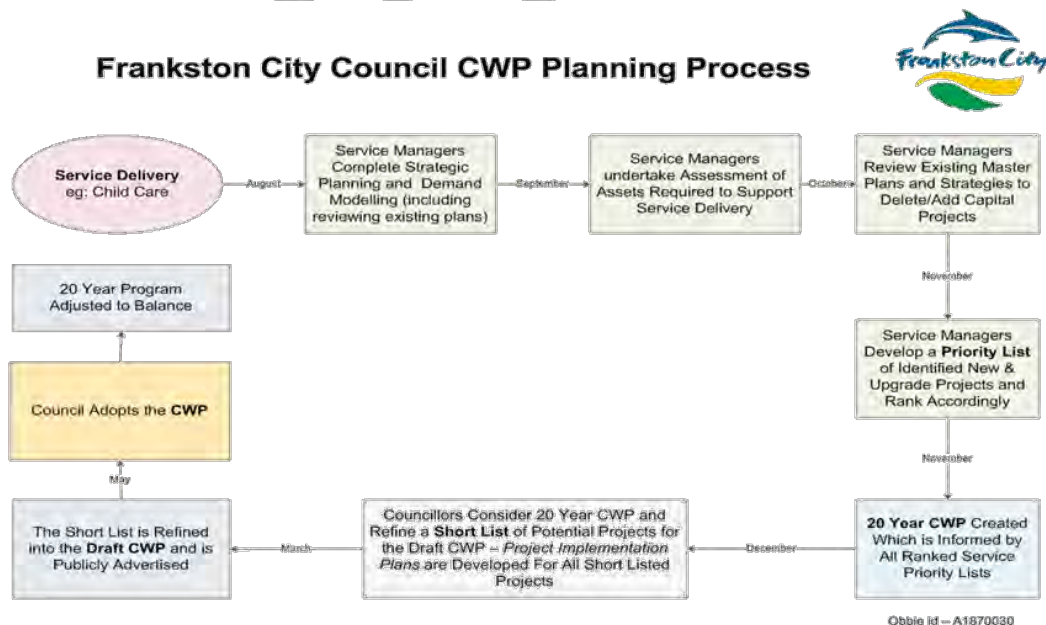 Frankston City Council CWP Planning Process
Frankston City
Service Delivery
eg: Child Care
August
Service Managers
Complete Strategic
Planning and Demand
Modelling (including
reviewing existing plans)
September
Service Managers
undertake Assessment of
Assets Required to Support
Service Delivery
October
Service Managers
Review Existing Master
Plans and Strategies to
Delete/Add Capital
Projects
November
Service Managers
Develop a Priority List
of Identified New &
Upgrade Projects and
Rank Accordingly
November
20 Year CWP Created
Which is Informed by
All Ranked Service
Priority Lists
December
Councillors Consider 20 Year CWP and
Refine a Short List of Potential Projects for
the Draft CWP – Project Implementation
Plans are Developed For All Short Listed
Projects
March
The Short List is Refined
into the Draft CWP and is
Publicly Advertised
May
Council Adopts the CWP
20 Year Program
Adjusted to Balance
Objbie id – A1870030